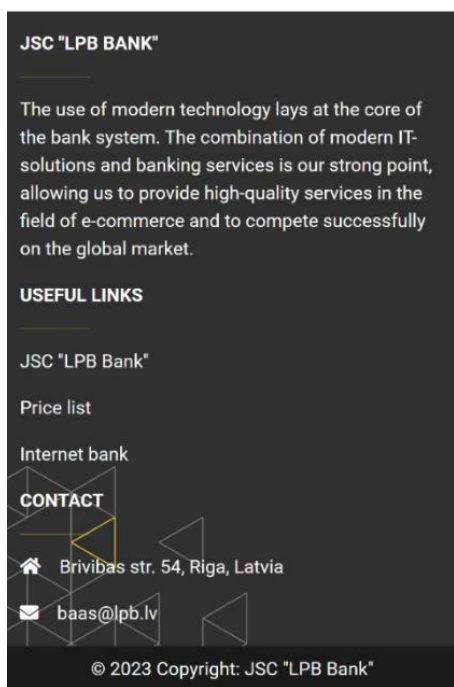 JSC "LPB BANK"
The use of modern technology lays at the core of
the bank system. The combination of modern IT-
solutions and banking services is our strong point,
allowing us to provide high-quality services in the
field of e-commerce and to compete successfully
on the global market.
USEFUL LINKS
JSC "LPB Bank"
Price list
Internet bank
CONTACT
Brivibas str. 54, Riga, Latvia
baas@lpb.lv
© 2023 Copyright: JSC "LPB Bank"